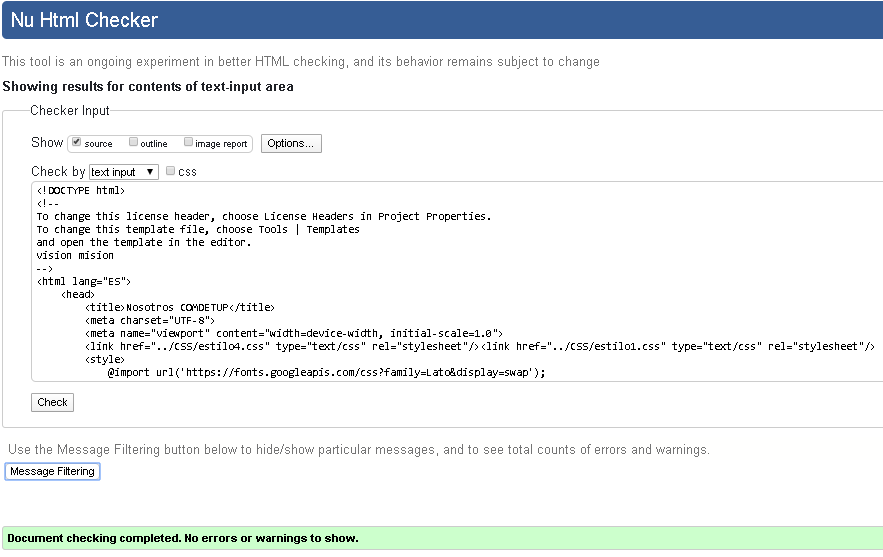 Nu Html Checker
This tool is an ongoing experiment in better HTML checking, and its behavior remains subject to change
Showing results for contents of text-input area
Checker Input
Show source outline image report Options...
Check by text input ▼ css
<!DOCTYPE html>
<!--
To change this license header, choose License Headers in Project Properties.
To change this template file, choose Tools | Templates
and open the template in the editor.
vision mision
-->
<html lang="ES">
<head>
<title>Nosotros COMDETUP</title>
<meta charset="UTF-8">
<meta name="viewport" content="width=device-width, initial-scale=1.0">
<link href="../CSS/estilo4.css" type="text/css" rel="stylesheet"/><link href="../CSS/estilo1.css" type="text/css" rel="stylesheet"/>
<style>
@import url('https://fonts.googleapis.com/css?family=Lato&display=swap');
Check
Use the Message Filtering button below to hide/show particular messages, and to see total counts of errors and warnings.
Message Filtering
Document checking completed. No errors or warnings to show.